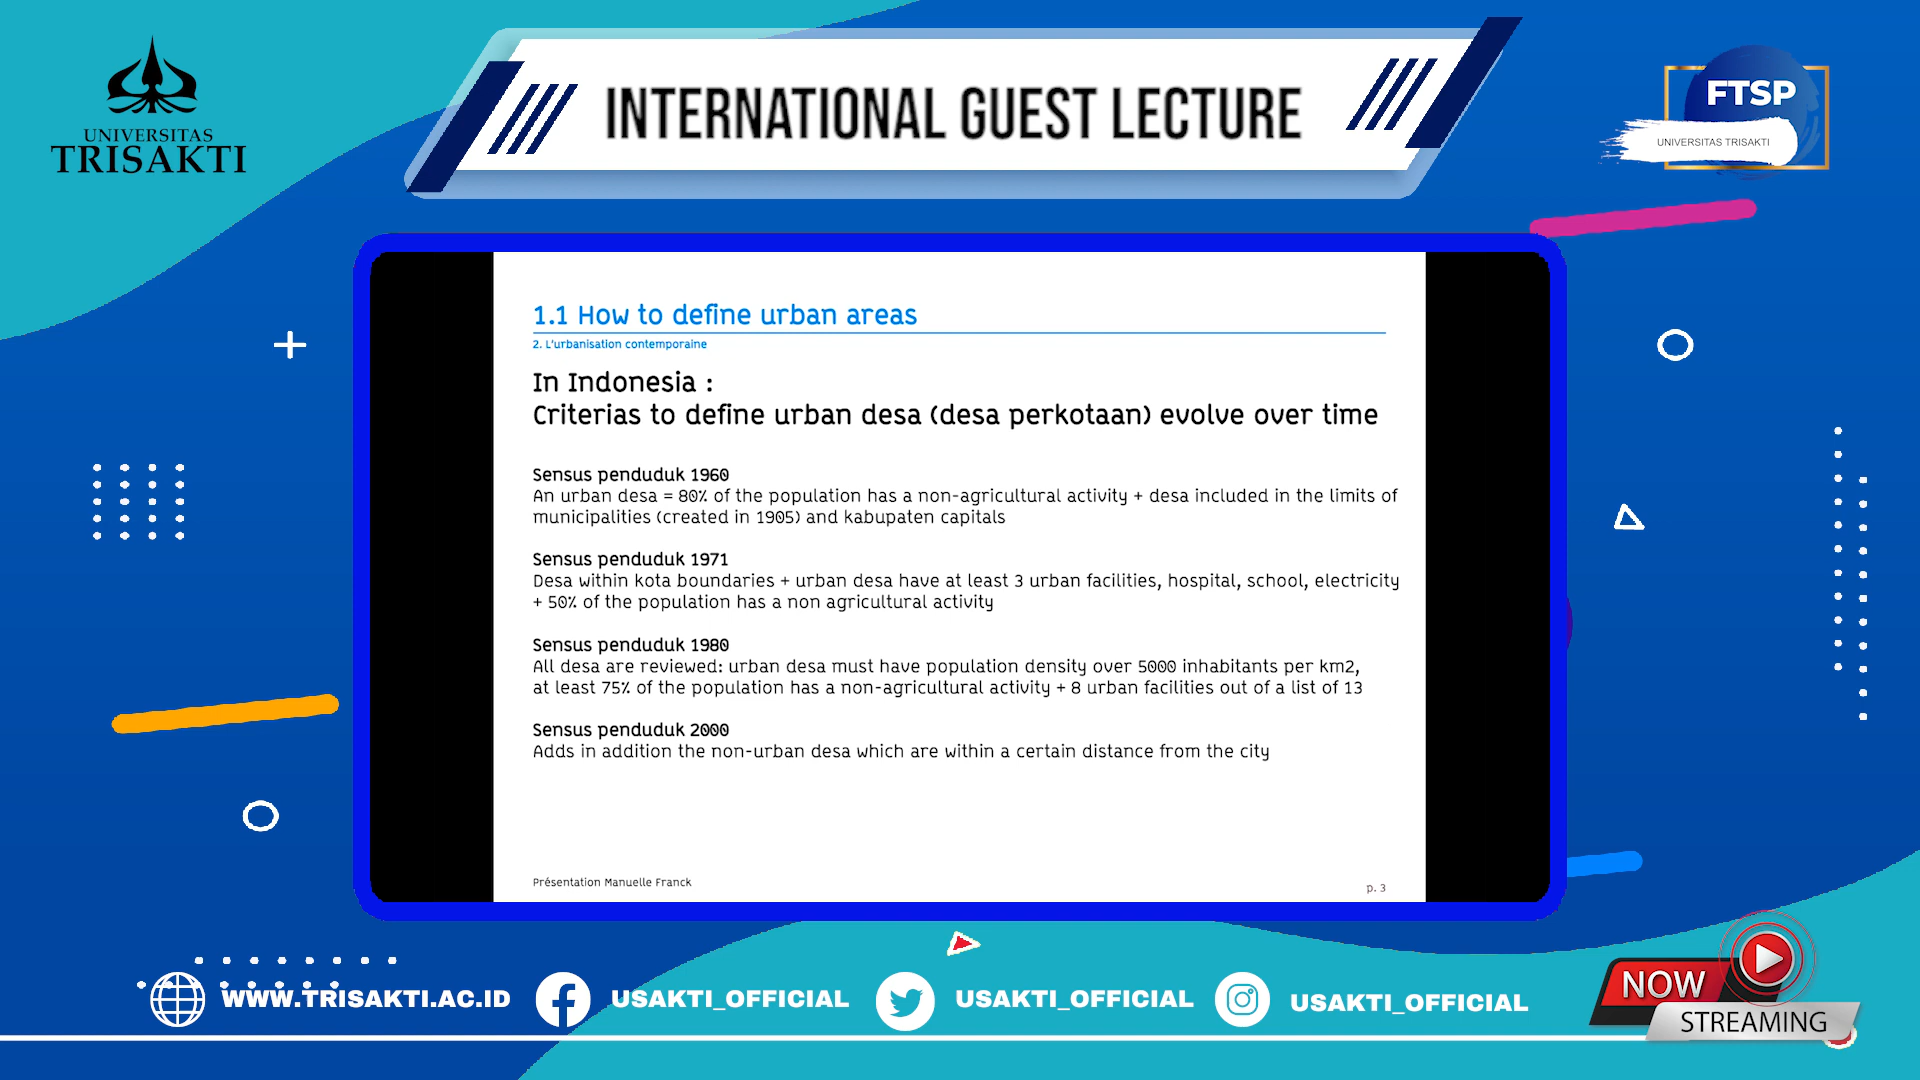 UNIVERSITAS
TRISAKTI
INTERNATIONAL GUEST LECTURE
FTSP
UNIVERSITAS TRISAKTI
1.1 How to define urban areas
2. L'urbanisation contemporaine
In Indonesia :
Criterias to define urban desa (desa perkotaan) evolve over time
Sensus penduduk 1960
An urban desa = 80% of the population has a non-agricultural activity + desa included in the limits of
municipalities (created in 1905) and kabupaten capitals
Sensus penduduk 1971
Desa within kota boundaries + urban desa have at least 3 urban facilities, hospital, school, electricity
+ 50% of the population has a non agricultural activity
Sensus penduduk 1980
All desa are reviewed: urban desa must have population density over 5000 inhabitants per km2,
at least 75% of the population has a non-agricultural activity + 8 urban facilities out of a list of 13
Sensus penduduk 2000
Adds in addition the non-urban desa which are within a certain distance from the city
Présentation Manuelle Franck
p. 3
WWW.TRISAKTI.AC.ID
USAKTI_OFFICIAL
USAKTI_OFFICIAL
USAKTI_OFFICIAL
NOW
STREAMING